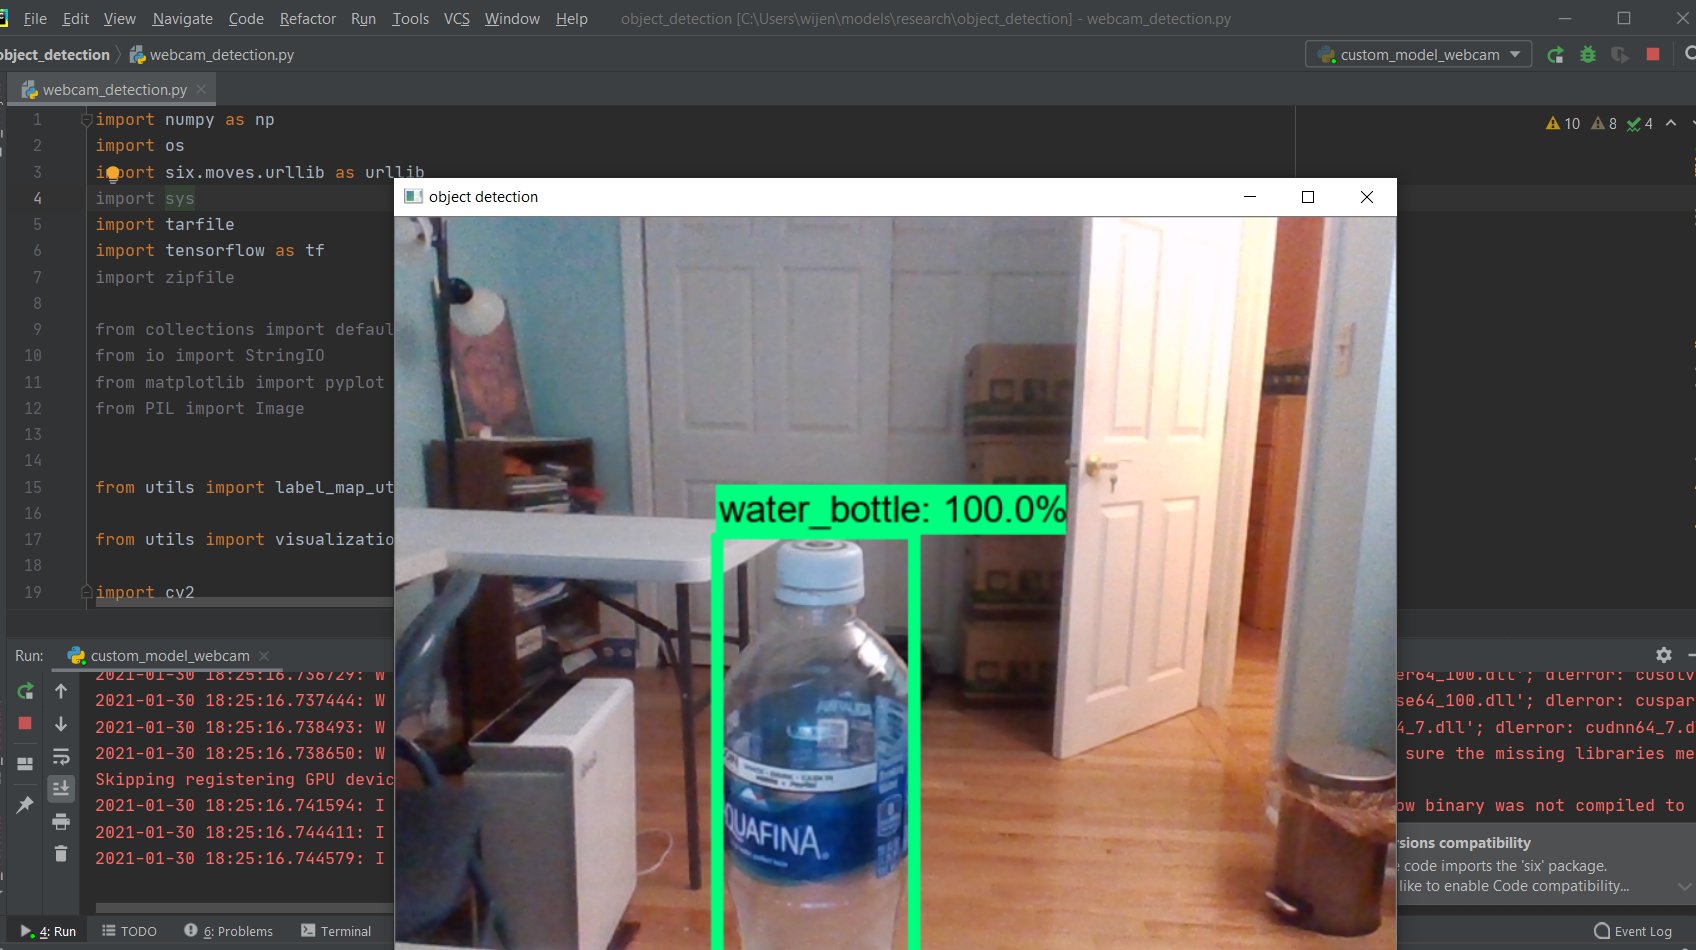 File Edit View Navigate Code Refactor Run Tools VCS Window Help object_detection [C:\Users\wijen\models\research\object_detection] - webcam_detection.py
object_detection webcam_detection.py custom_model_webcam
webcam_detection.py
10 8 4
1 import numpy as np
2 import os
3 import six.moves.urllib as urllib
4 import sys
5 import tarfile
6 import tensorflow as tf
7 import zipfile
8
9 from collections import defaul
10 from io import StringIO
11 from matplotlib import pyplot
12 from PIL import Image
13
14
15 from utils import label_map_ut
16
17 from utils import visualizatio
18
19 import cv2
object detection
water_bottle: 100.0%
AQUAFINA
Run: custom_model_webcam
2021-01-30 18:25:16.736729: W er64_100.dll'; dlerror: cusolv
2021-01-30 18:25:16.737444: W se64_100.dll'; dlerror: cuspar
2021-01-30 18:25:16.738493: W 4_7.dll'; dlerror: cudnn64_7.d
2021-01-30 18:25:16.738650: W sure the missing libraries me
Skipping registering GPU devic
2021-01-30 18:25:16.741594: I ow binary was not compiled to
2021-01-30 18:25:16.744411: I
2021-01-30 18:25:16.744579: I
rsions compatibility
code imports the 'six' package.
like to enable Code compatibility...
4: Run TODO 6: Problems Terminal Event Log